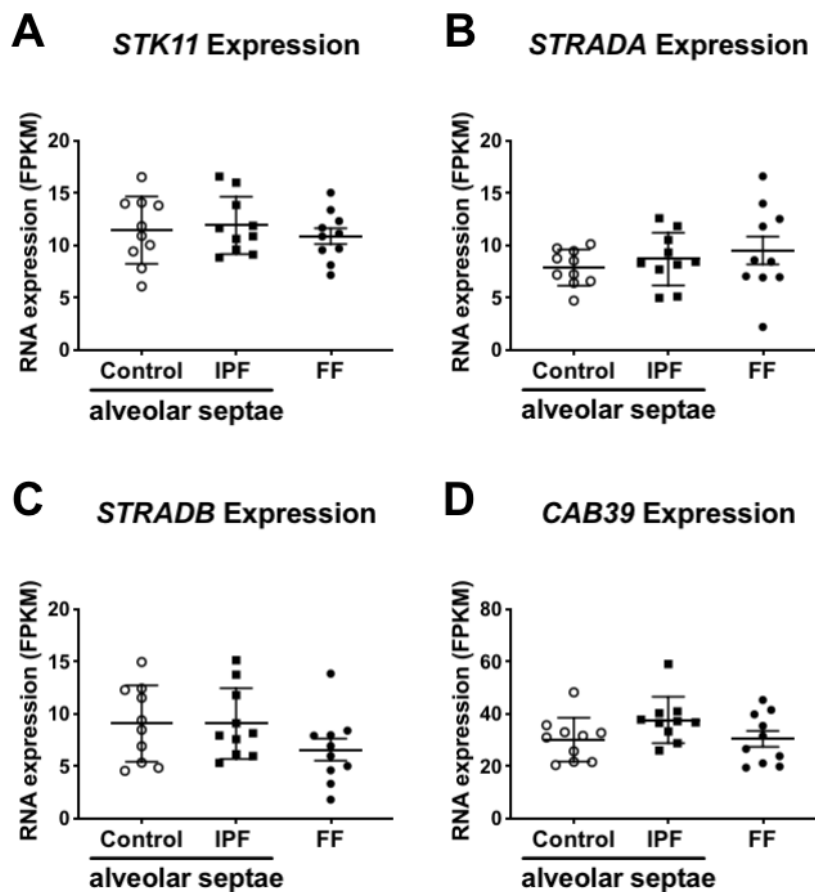 A
STK11 Expression
RNA expression (FPKM)
20
15
10
5
0
Control
IPF
FF
alveolar septae
B
STRADA Expression
RNA expression (FPKM)
20
15
10
5
0
Control
IPF
FF
alveolar septae
C
STRADB Expression
RNA expression (FPKM)
20
15
10
5
0
Control
IPF
FF
alveolar septae
D
CAB39 Expression
RNA expression (FPKM)
80
60
40
20
0
Control
IPF
FF
alveolar septae